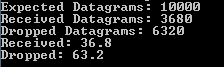 Expected Datagrams: 10000
Received Datagrams: 3680
Dropped Datagrams: 6320
Received: 36.8
Dropped: 63.2